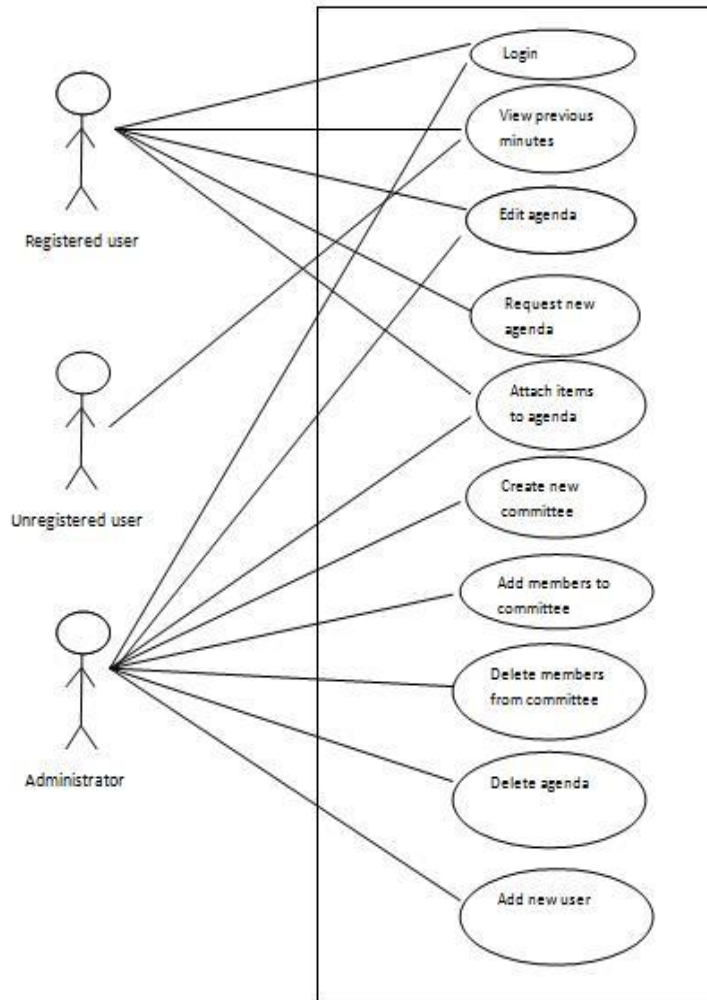 Login
View previous
minutes
Registered user
Edit agenda
Request new
agenda
Attach items
to agenda
Unregistered user
Create new
committee
Add members to
committee
Delete members
from committee
Administrator
Delete agenda
Add new user